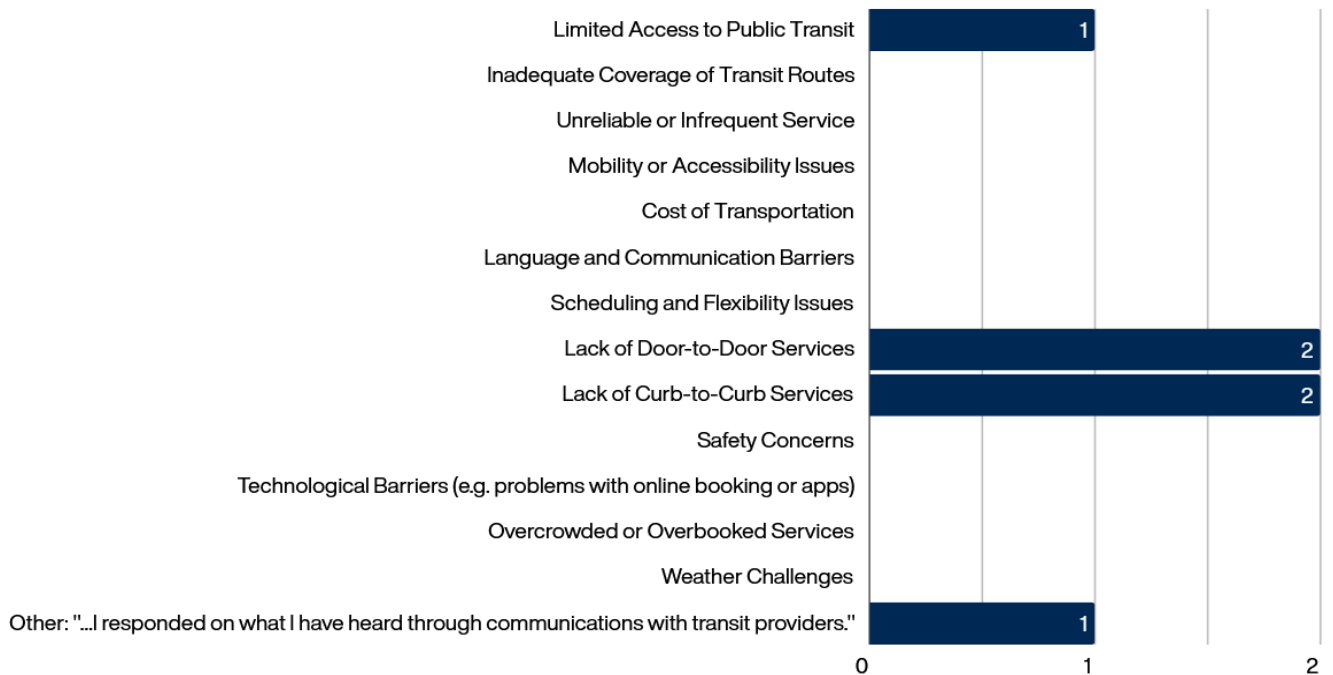 Limited Access to Public Transit 1
Inadequate Coverage of Transit Routes
Unreliable or Infrequent Service
Mobility or Accessibility Issues
Cost of Transportation
Language and Communication Barriers
Scheduling and Flexibility Issues
Lack of Door-to-Door Services 2
Lack of Curb-to-Curb Services 2
Safety Concerns
Technological Barriers (e.g. problems with online booking or apps)
Overcrowded or Overbooked Services
Weather Challenges
Other: "...I responded on what I have heard through communications with transit providers." 1
0 1 2